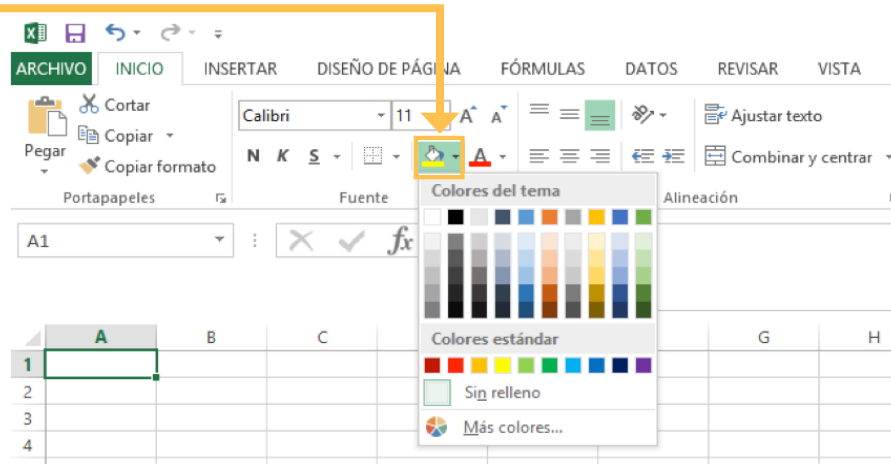 ARCHIVO INICIO INSERTAR DISEÑO DE PÁGINA FÓRMULAS DATOS REVISAR VISTA
Cortar
Copiar
Copiar formato
Pegar
Portapapeles
Calibri 11 A A
N K S A
Fuente
Ajustar texto
Combinar y centrar
Alineación
A1 fx
Colores del tema
Colores estándar
Sin relleno
Más colores...
A B C G H
1
2
3
4